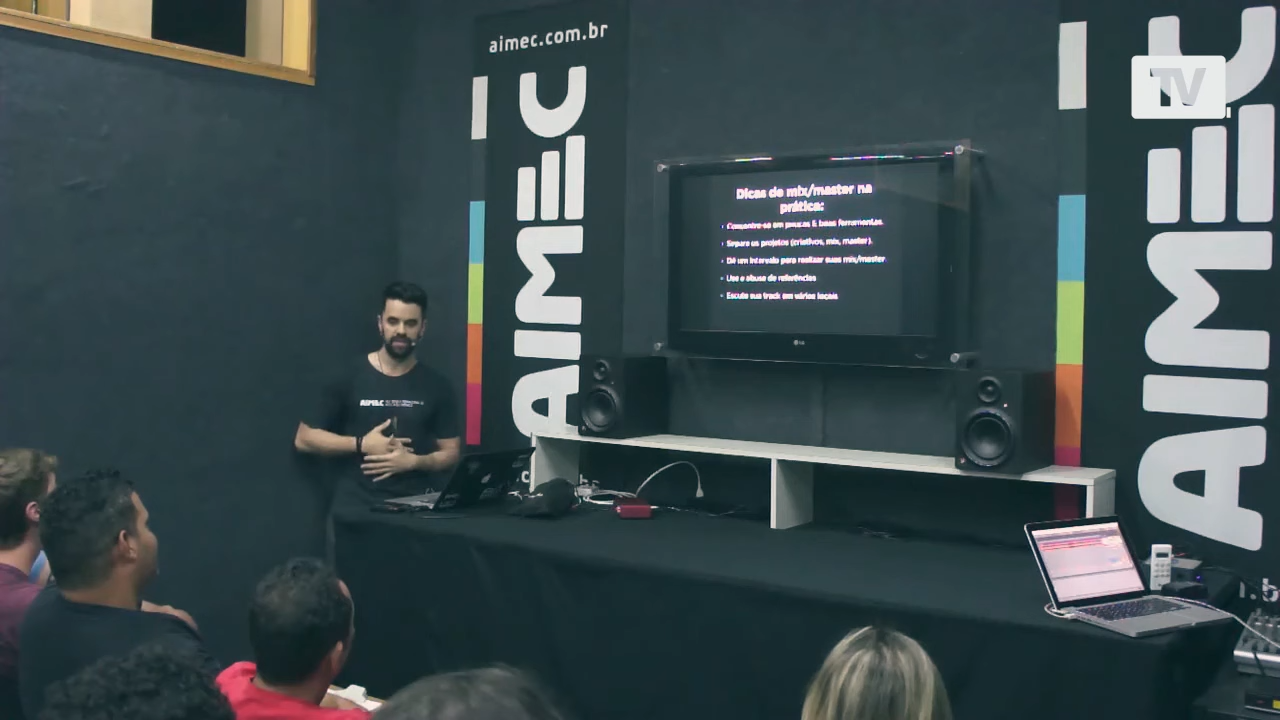 aimec.com.br
AIMEC
AIMEC
TV
Dicas de mix/master na
prática:
Concentre-se em poucas & boas ferramentas
Separe os projetos (criativos, mix, master).
Dê um intervalo para realizar suas mix/master
Use e abuse de referências
Escute sua track em vários locais
LG
AIMEC